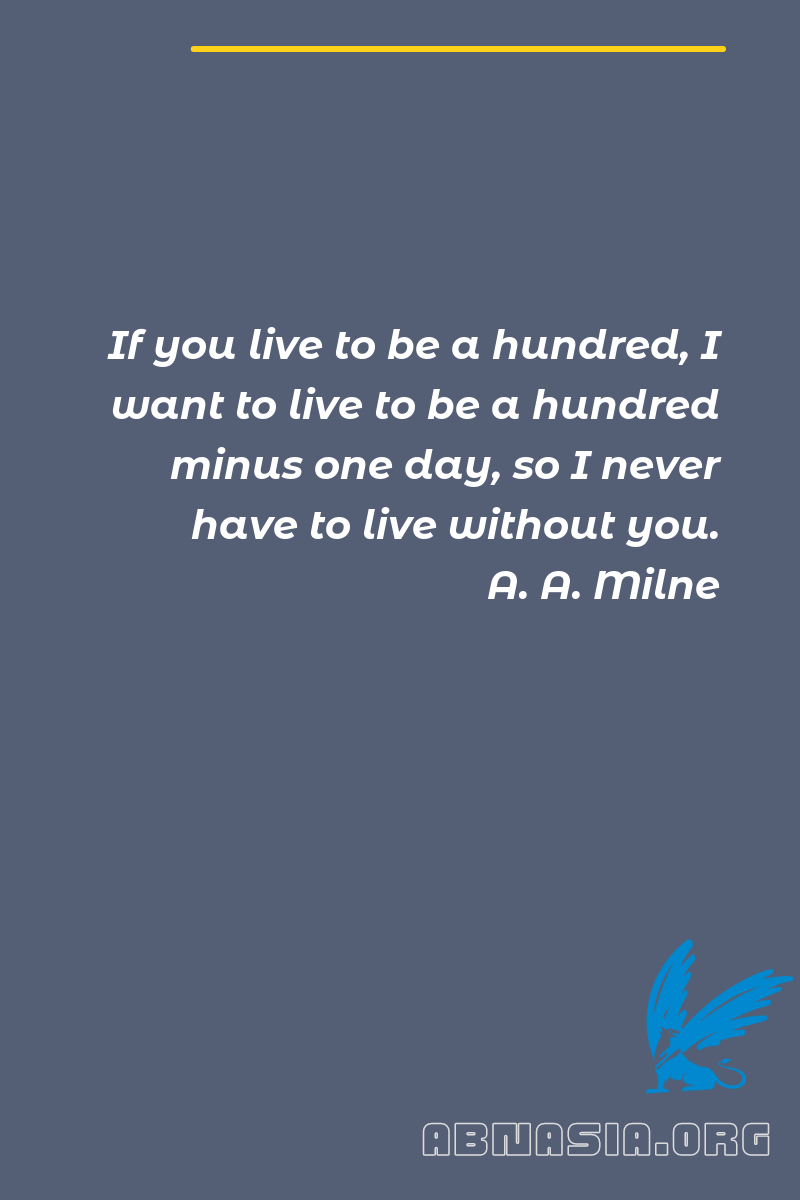 If you live to be a hundred, I
want to live to be a hundred
minus one day, so I never
have to live without you.
A. A. Milne
ABNASIA.ORG